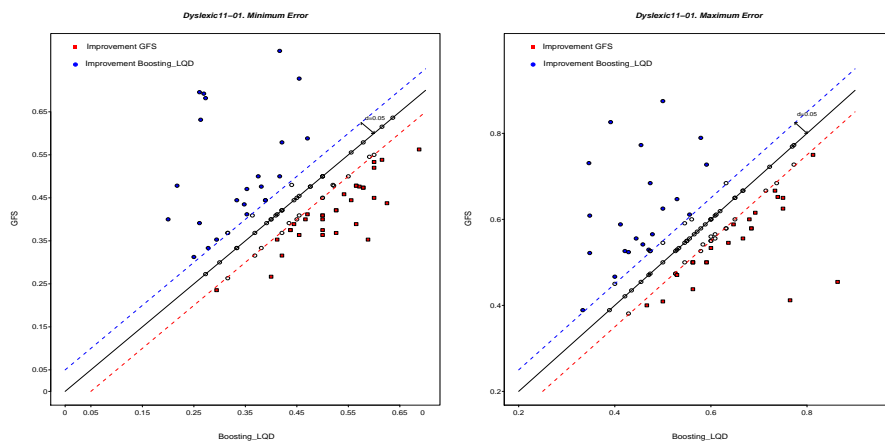 Dyslexic11−01. Minimum Error
Improvement GFS
Improvement Boosting_LQD
d=0.05
GFS
0.65
0.55
0.45
0.35
0.25
0.15
0.05
0
0 0.05 0.15 0.25 0.35 0.45 0.55 0.65 0
Boosting_LQD
Dyslexic11−01. Maximum Error
Improvement GFS
Improvement Boosting_LQD
d=0.05
GFS
0.8
0.6
0.4
0.2
0.2 0.4 0.6 0.8
Boosting_LQD